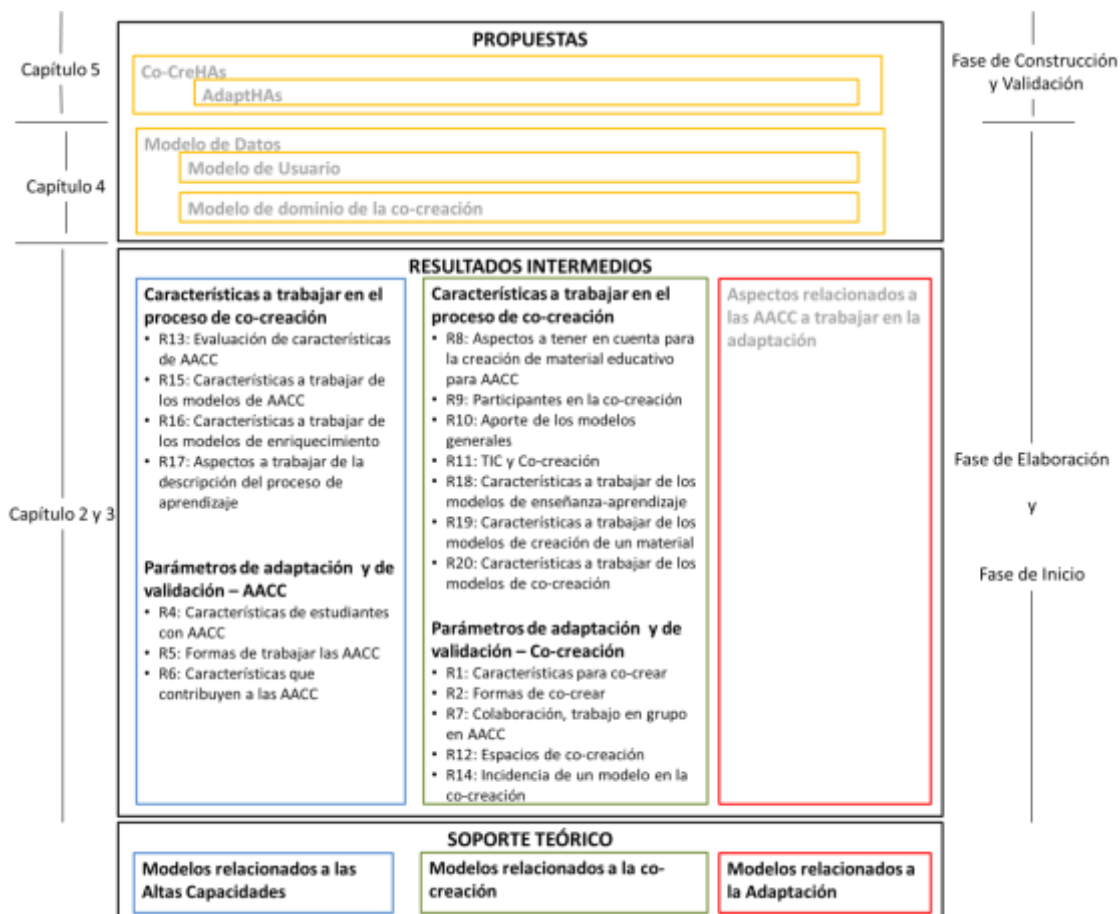 PROPUESTAS
Capítulo 5
Co-CreHAs
AdaptHAs
Fase de Construcción
y Validación
Capítulo 4
Modelo de Datos
Modelo de Usuario
Modelo de dominio de la co-creación
RESULTADOS INTERMEDIOS
Capítulo 2 y 3
Características a trabajar en el
proceso de co-creación
• R13: Evaluación de características
de AACC
• R15: Características a trabajar de
los modelos de AACC
• R16: Características a trabajar de
los modelos de enriquecimiento
• R17: Aspectos a trabajar de la
descripción del proceso de
aprendizaje
Parámetros de adaptación y de
validación – AACC
• R4: Características de estudiantes
con AACC
• R5: Formas de trabajar las AACC
• R6: Características que
contribuyen a las AACC
Características a trabajar en el
proceso de co-creación
• R8: Aspectos a tener en cuenta para
la creación de material educativo
para AACC
• R9: Participantes en la co-creación
• R10: Aporte de los modelos
generales
• R11: TIC y Co-creación
• R18: Características a trabajar de los
modelos de enseñanza-aprendizaje
• R19: Características a trabajar de los
modelos de creación de un material
• R20: Características a trabajar de los
modelos de co-creación
Parámetros de adaptación y de
validación – Co-creación
• R1: Características para co-crear
• R2: Formas de co-crear
• R7: Colaboración, trabajo en grupo
en AACC
• R12: Espacios de co-creación
• R14: Incidencia de un modelo en la
co-creación
Aspectos relacionados a
las AACC a trabajar en la
adaptación
Fase de Elaboración
y
Fase de Inicio
SOPORTE TEÓRICO
Modelos relacionados a las
Altas Capacidades
Modelos relacionados a la co-
creación
Modelos relacionados a
la Adaptación